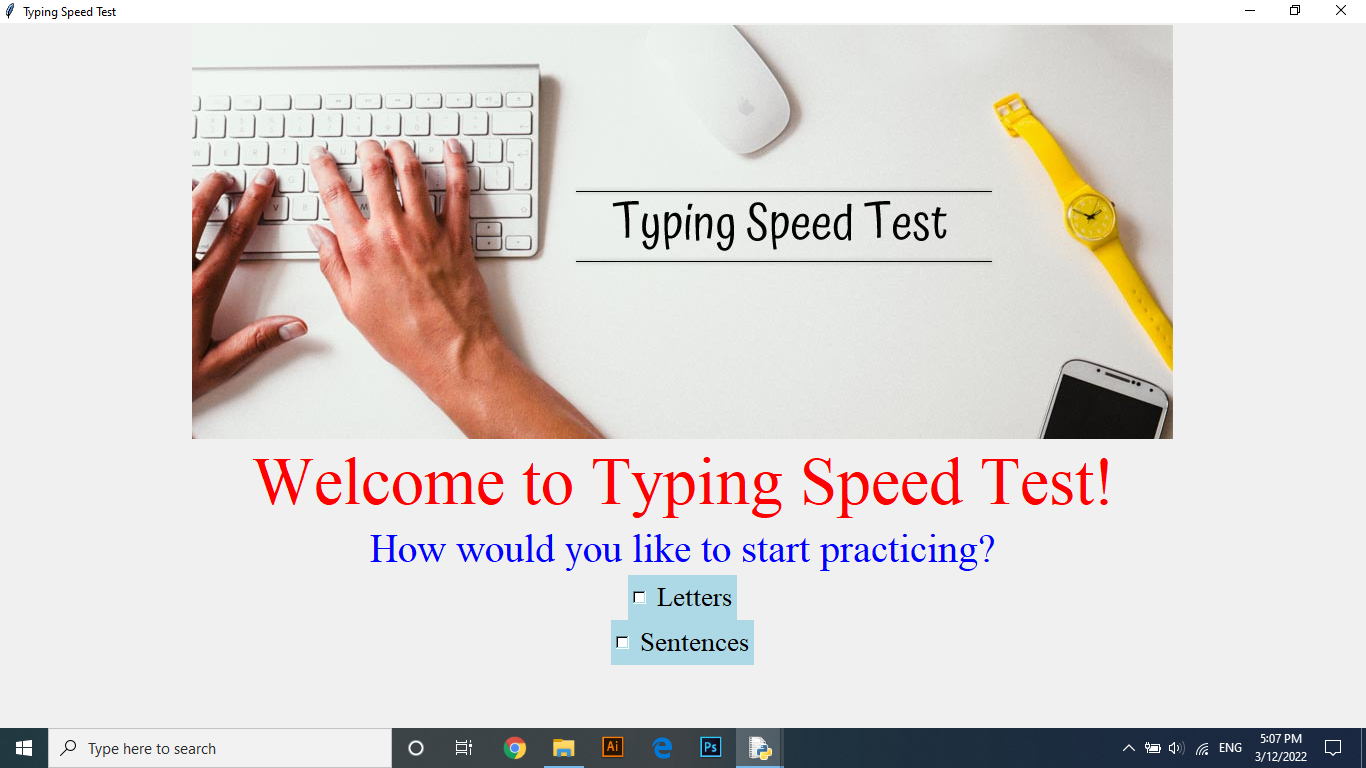 Typing Speed Test
Typing Speed Test
Welcome to Typing Speed Test!
How would you like to start practicing?
Letters
Sentences
Type here to search
Ai
Ps
ENG
5:07 PM
3/12/2022